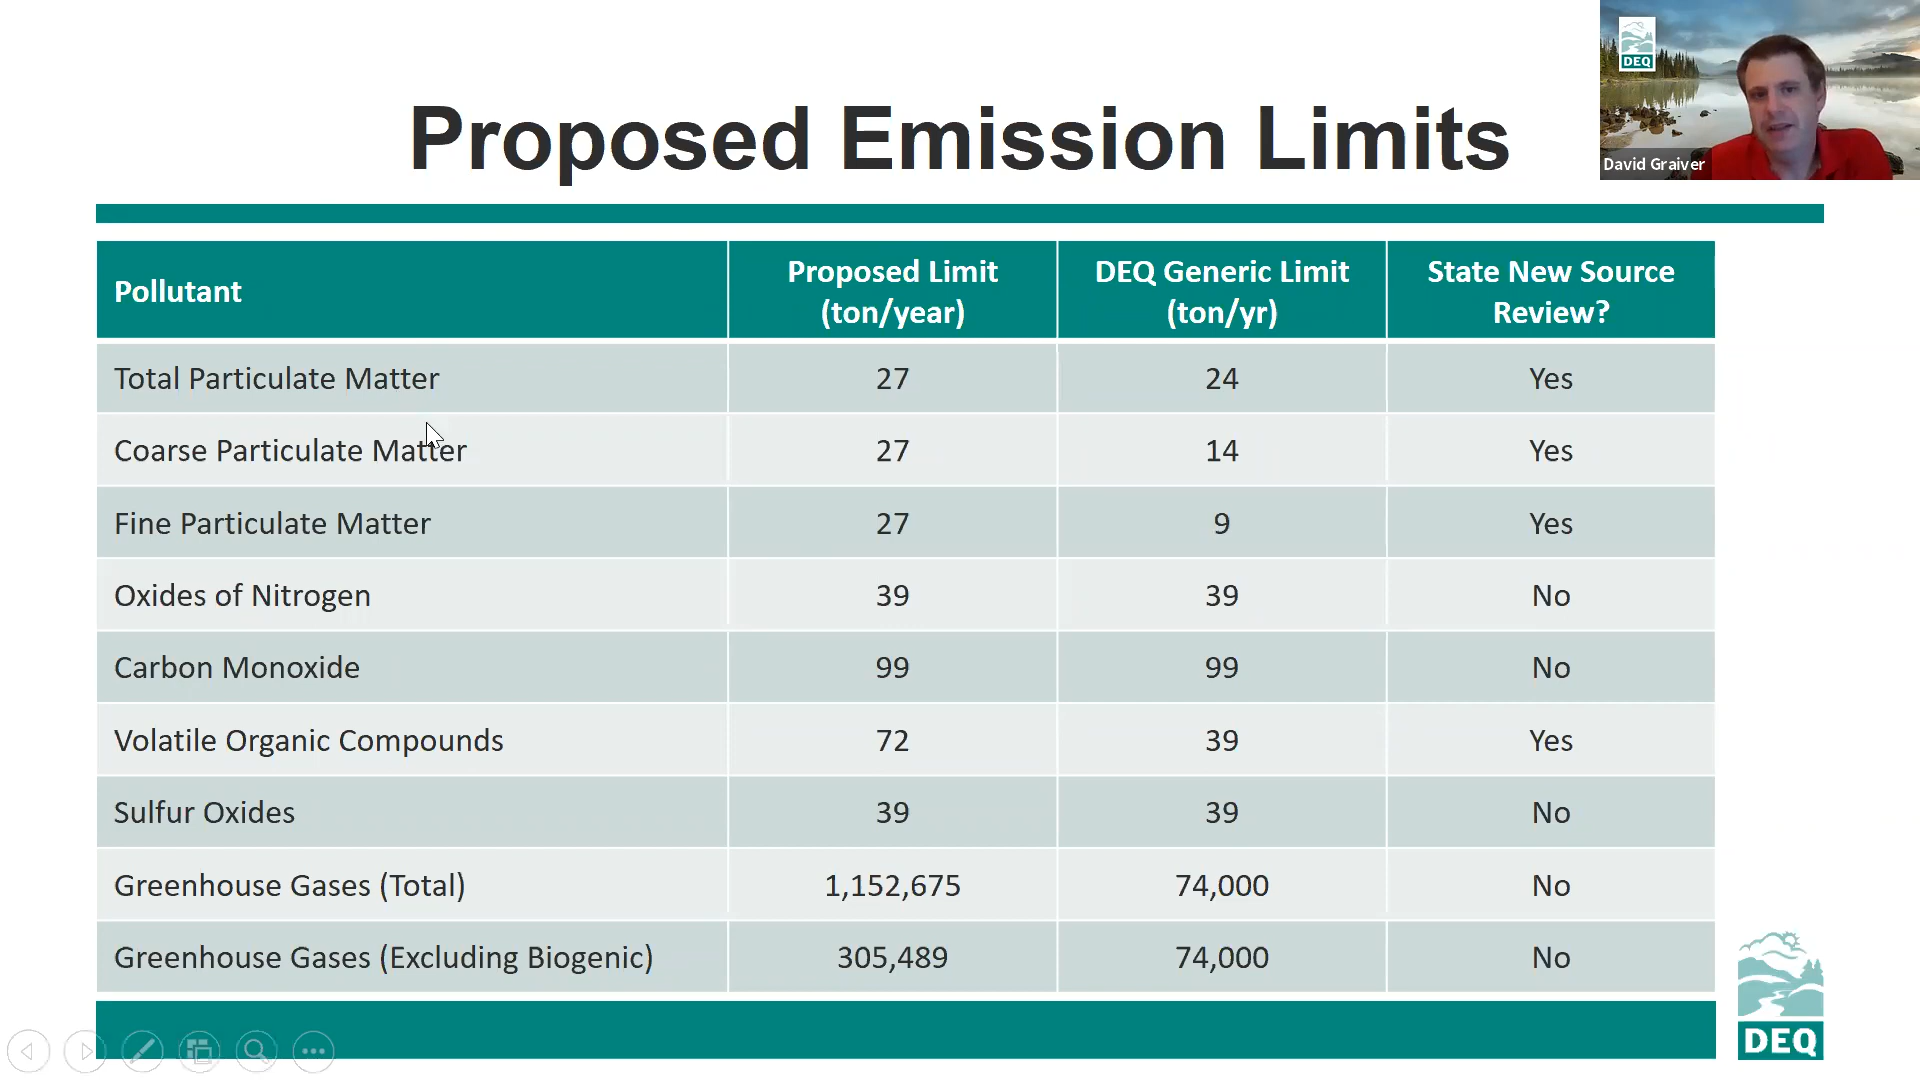 DEQ
David Graiver
Proposed Emission Limits
Pollutant
Proposed Limit
(ton/year)
DEQ Generic Limit
(ton/yr)
State New Source
Review?
Total Particulate Matter 27 24 Yes
Coarse Particulate Matter 27 14 Yes
Fine Particulate Matter 27 9 Yes
Oxides of Nitrogen 39 39 No
Carbon Monoxide 99 99 No
Volatile Organic Compounds 72 39 Yes
Sulfur Oxides 39 39 No
Greenhouse Gases (Total) 1,152,675 74,000 No
Greenhouse Gases (Excluding Biogenic) 305,489 74,000 No
DEQ